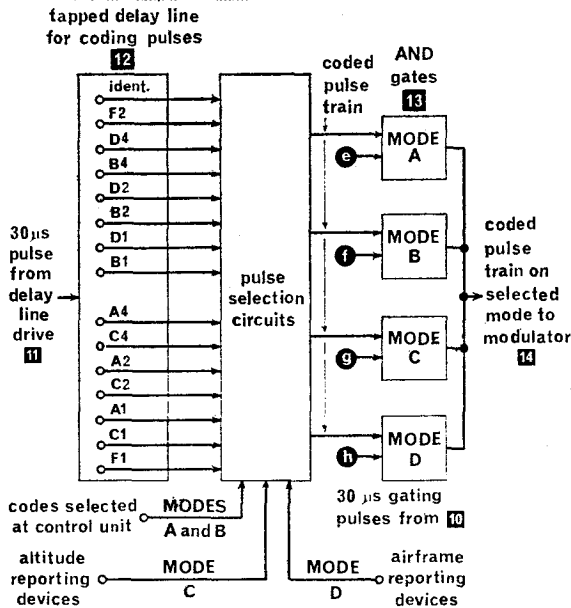 tapped delay line
for coding pulses
12
ident.
F2
D4
B4
D2
B2
D1
B1
A4
C4
A2
C2
A1
C1
F1
30µs
pulse
from
delay
line
drive
11
pulse
selection
circuits
coded
pulse
train
AND
gates
13
MODE
A
e
MODE
B
f
MODE
C
g
MODE
D
h
coded
pulse
train on
selected
mode to
modulator
14
30 µs gating
pulses from 10
codes selected
at control unit
MODES
A and B
altitude
reporting
devices
MODE
C
MODE
D
airframe
reporting
devices